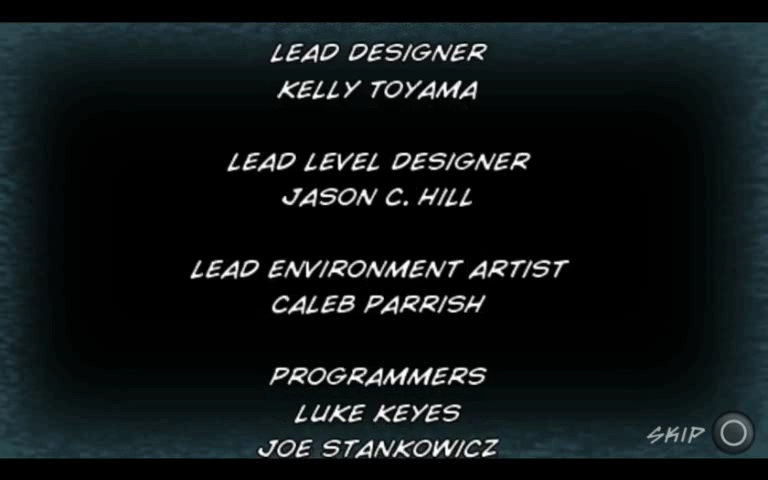 LEAD DESIGNER
KELLY TOYAMA
LEAD LEVEL DESIGNER
JASON C. HILL
LEAD ENVIRONMENT ARTIST
CALEB PARRISH
PROGRAMMERS
LUKE KEYES
SKIP
JOE STANKOWICZ